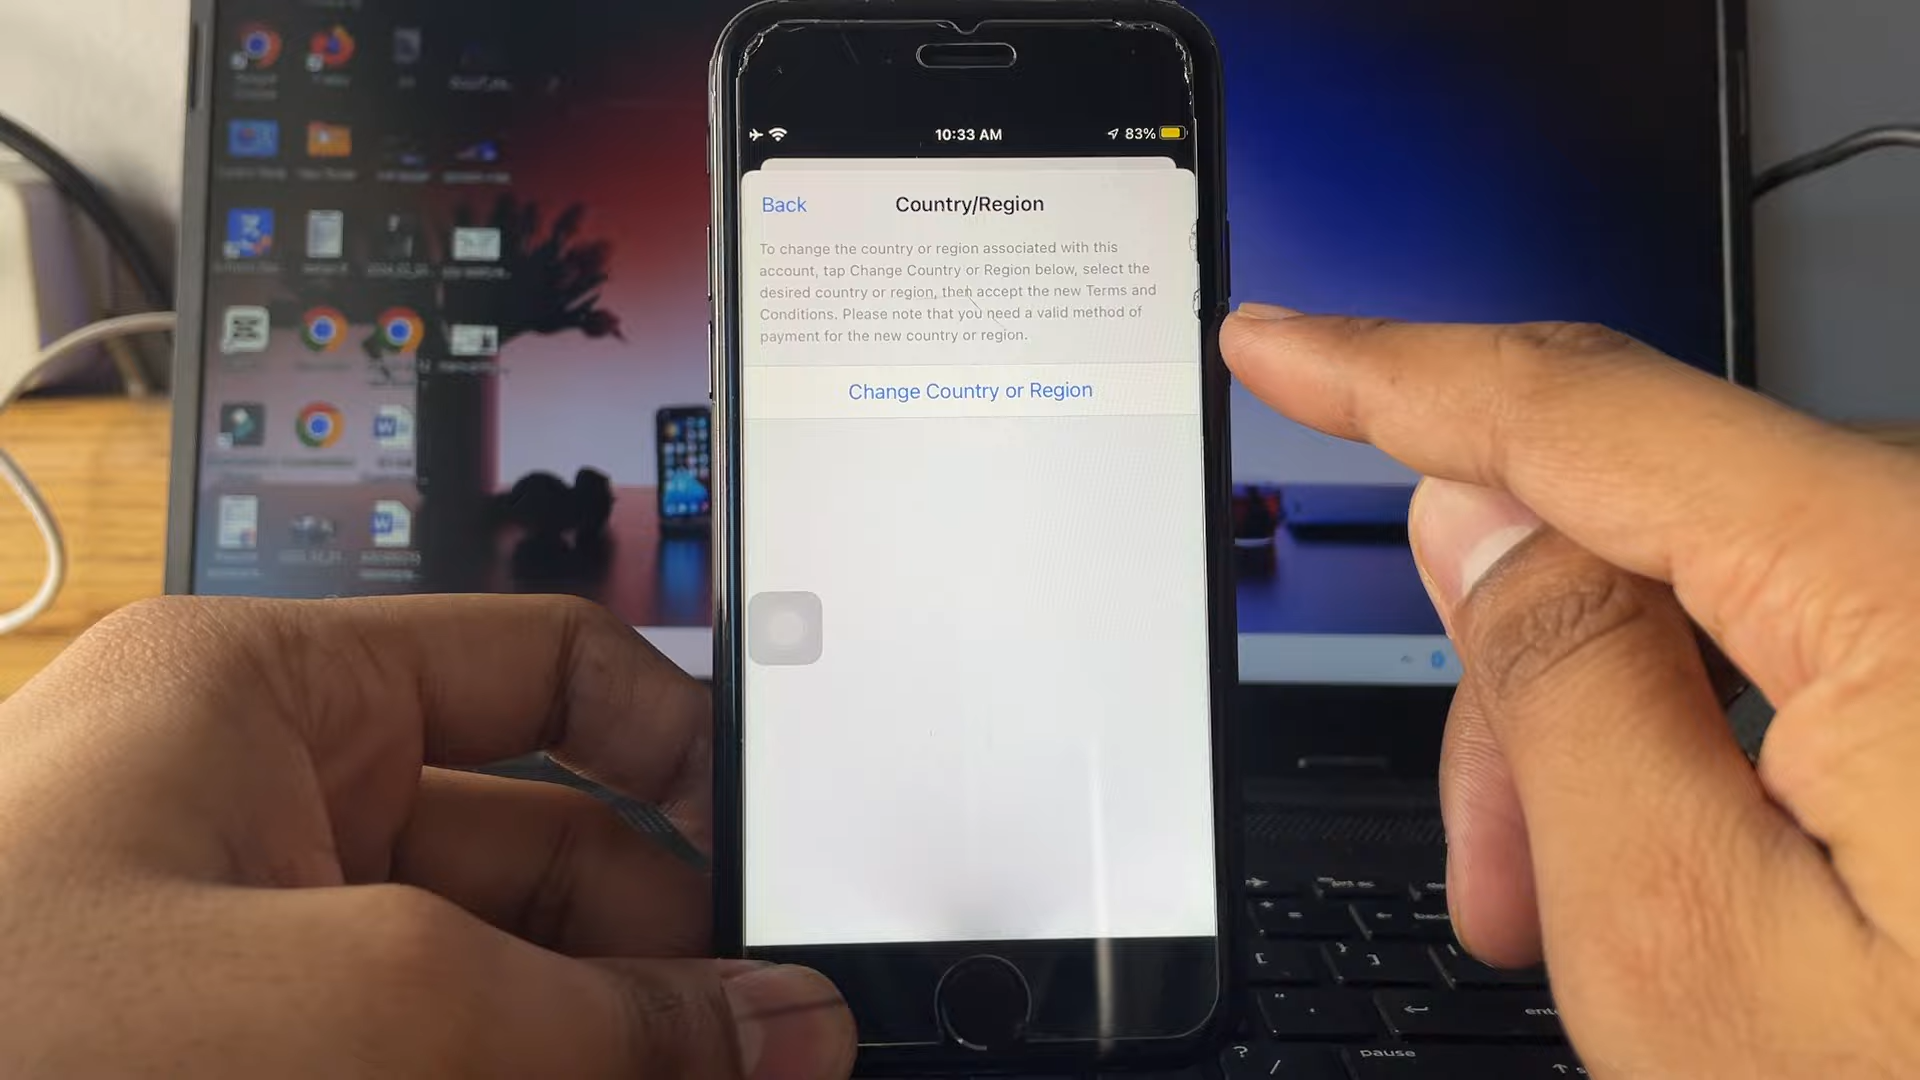 10:33 AM
83%
Back
Country/Region
To change the country or region associated with this
account, tap Change Country or Region below, select the
desired country or region, then accept the new Terms and
Conditions. Please note that you need a valid method of
payment for the new country or region.
Change Country or Region
pause